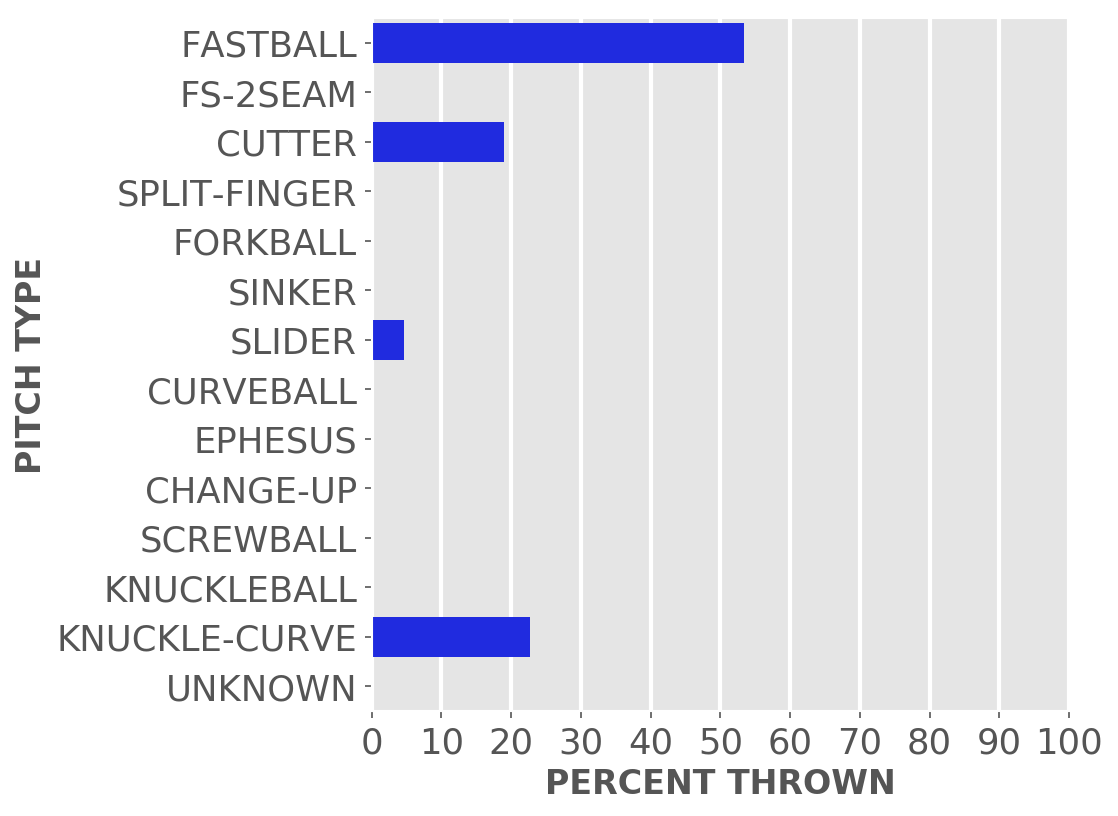 FASTBALL
FS-2SEAM
CUTTER
SPLIT-FINGER
FORKBALL
SINKER
SLIDER
CURVEBALL
EPHESUS
CHANGE-UP
SCREWBALL
KNUCKLEBALL
KNUCKLE-CURVE
UNKNOWN
PITCH TYPE
0 10 20 30 40 50 60 70 80 90 100
PERCENT THROWN